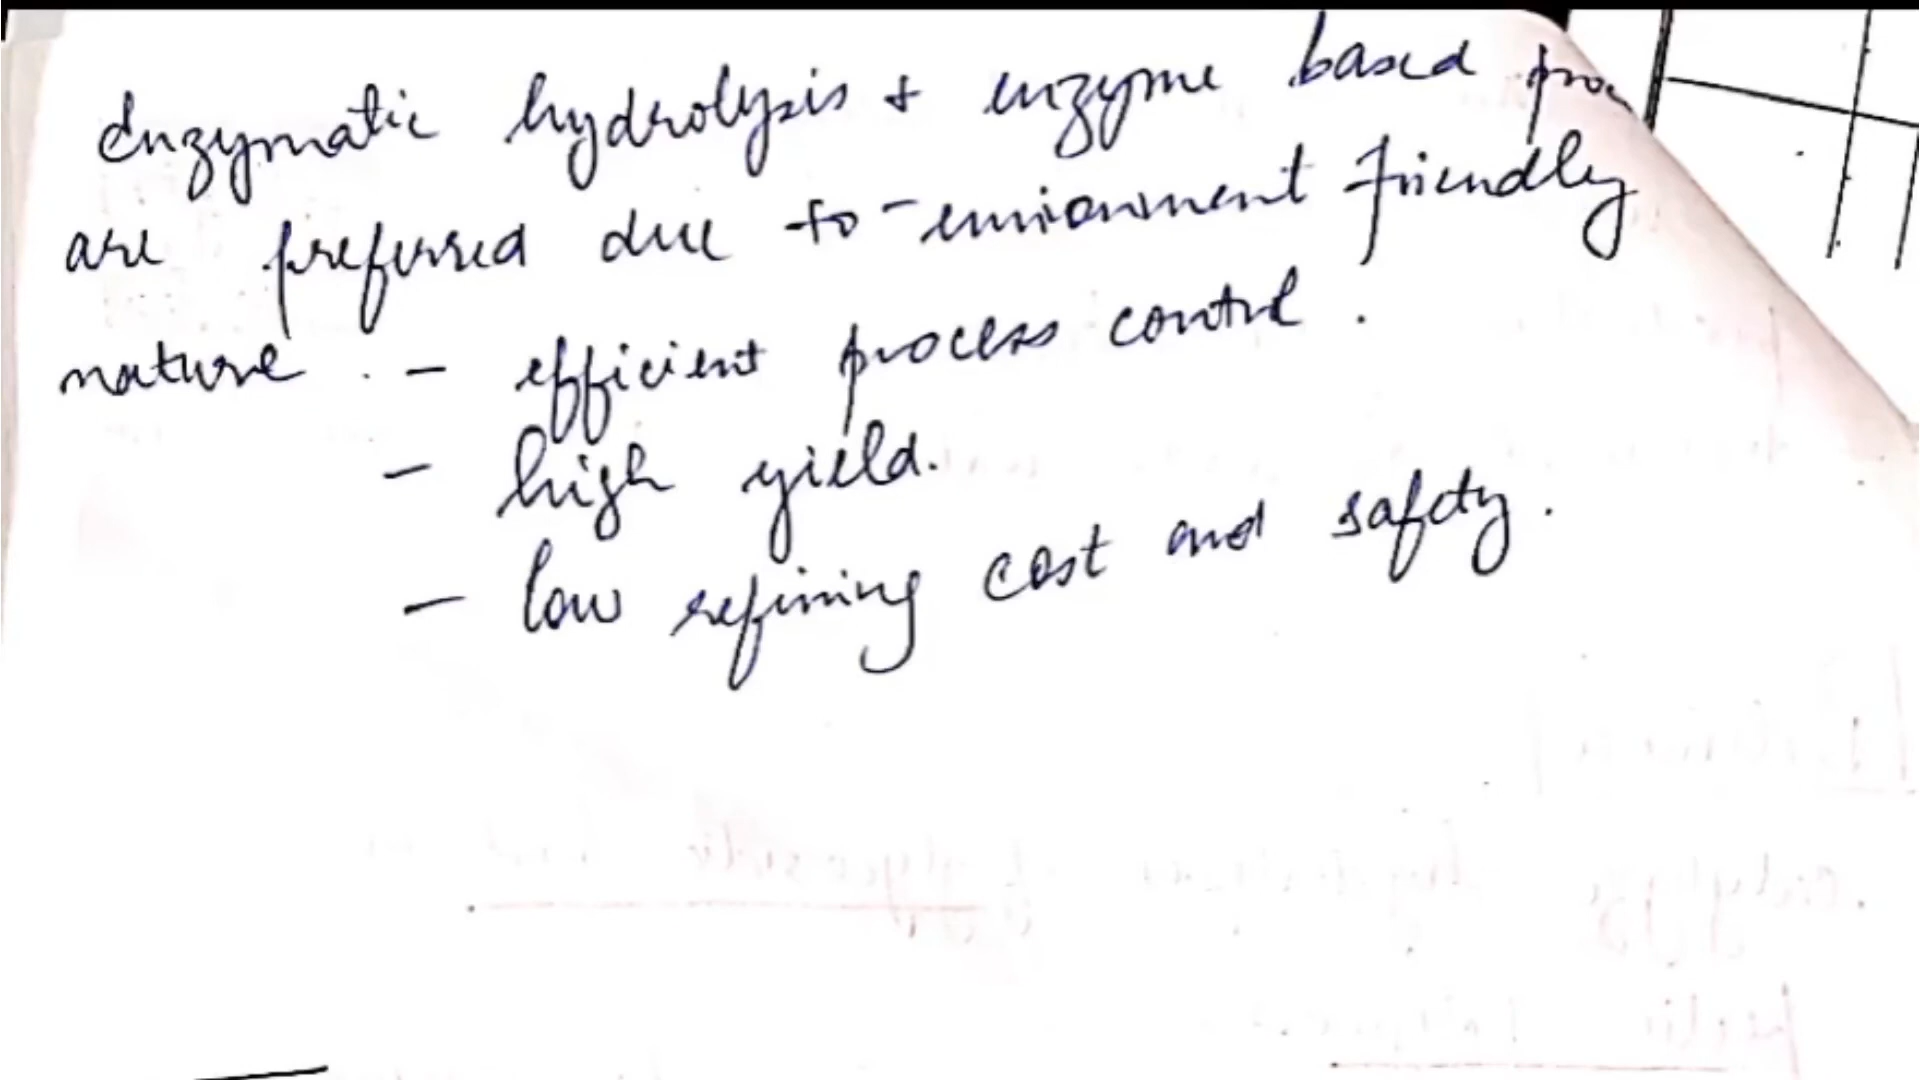 Enzymatic hydrolysis + enzyme based proc
are preferred due to - environment friendly
nature. - efficient process control.
- high yield.
- low refining cost and safety.